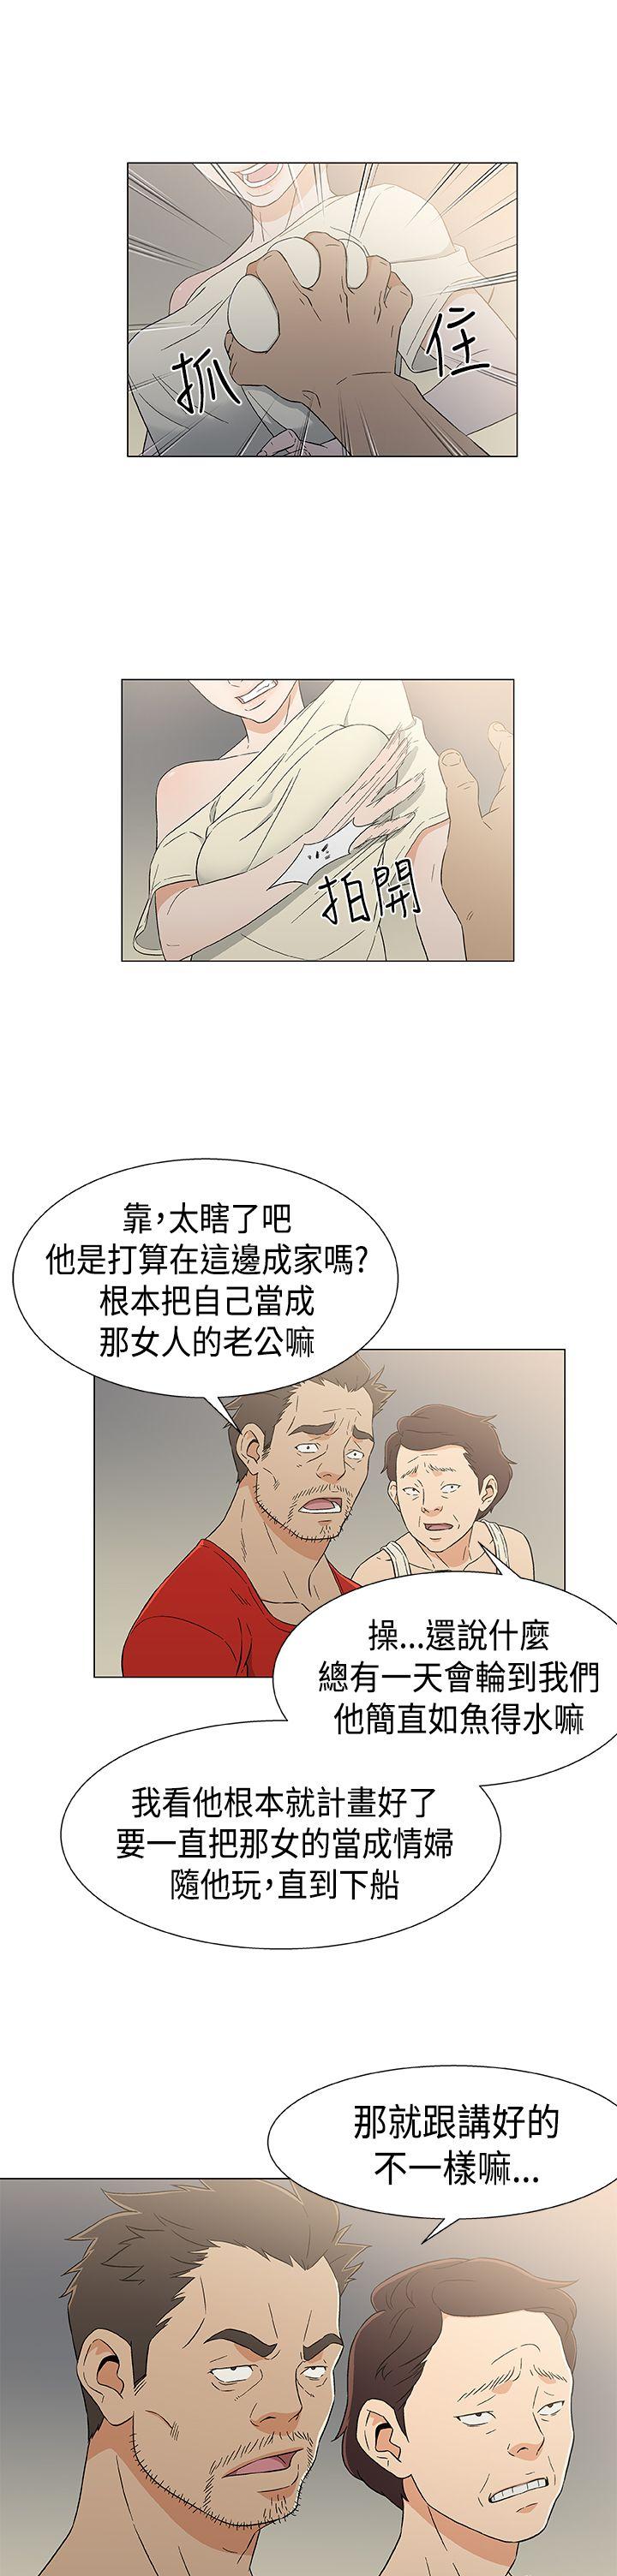 抓住
拍開
靠，太瞎了吧
他是打算在這邊成家嗎?
根本把自己當成
那女人的老公嘛
操...還說什麼
總有一天會輪到我們
他簡直如魚得水嘛
我看他根本就計畫好了
要一直把那女的當成情婦
隨他玩，直到下船
那就跟講好的
不一樣嘛...